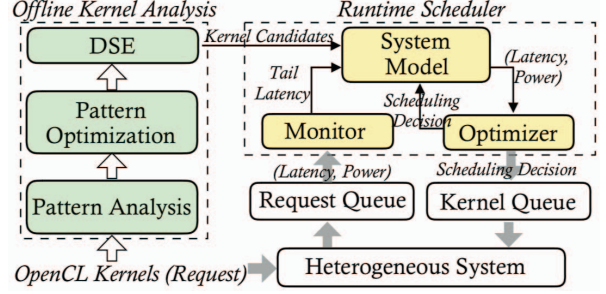 Offline Kernel Analysis
Runtime Scheduler
DSE
Kernel Candidates
System
Model
(Latency,
Power)
Tail
Latency
Scheduling
Decision
Pattern
Optimization
Monitor
Optimizer
Pattern Analysis
(Latency, Power)
Scheduling Decision
Request Queue
Kernel Queue
OpenCL Kernels (Request)
Heterogeneous System